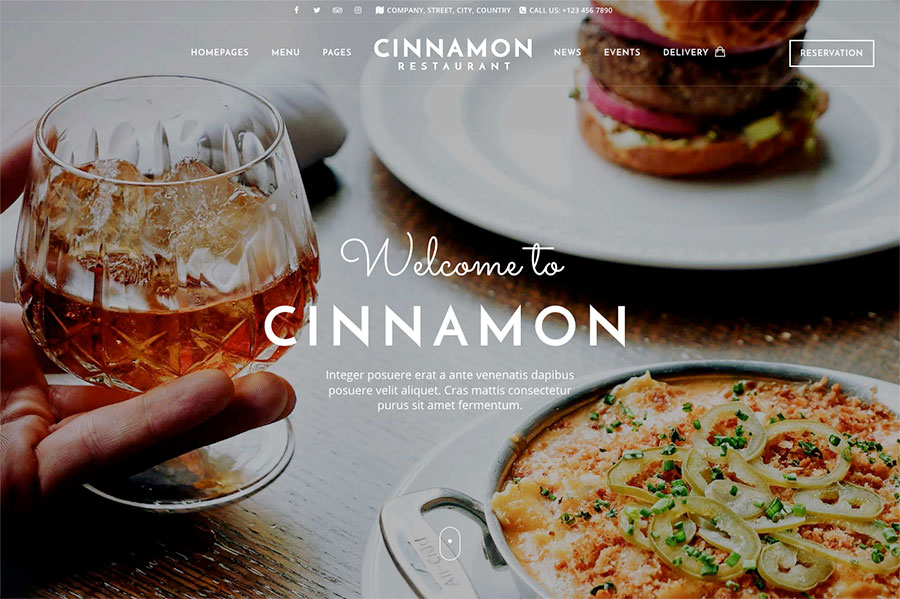 COMPANY, STREET, CITY, COUNTRY CALL US: +123 456 7890
HOMEPAGES MENU PAGES CINNAMON RESTAURANT NEWS EVENTS DELIVERY RESERVATION
Welcome to
CINNAMON
Integer posuere erat a ante venenatis dapibus
posuere velit aliquet. Cras mattis consectetur
purus sit amet fermentum.